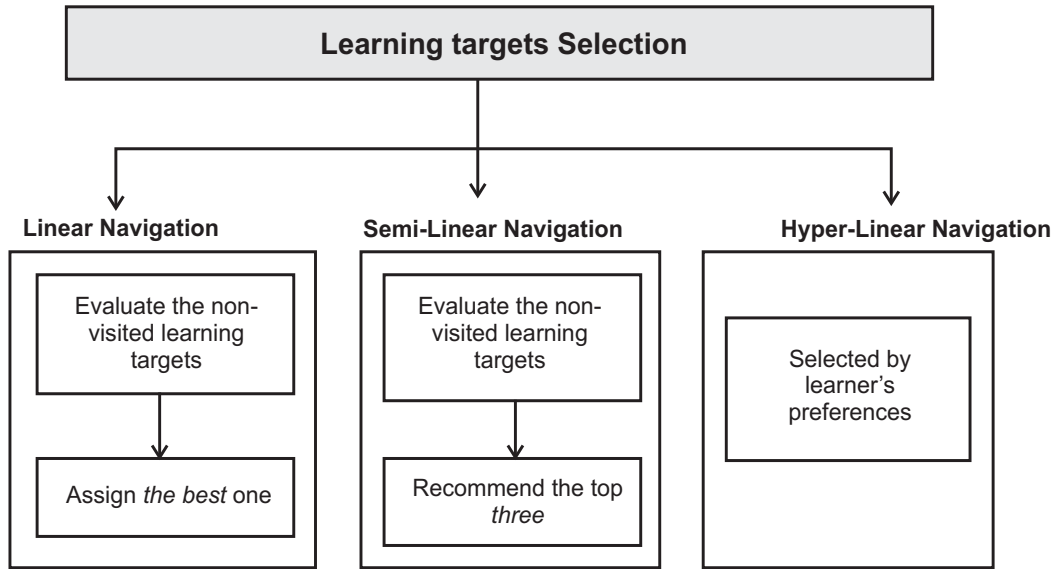 Learning targets Selection
Linear Navigation
Evaluate the non-
visited learning
targets
Assign the best one
Semi-Linear Navigation
Evaluate the non-
visited learning
targets
Recommend the top
three
Hyper-Linear Navigation
Selected by
learner’s
preferences